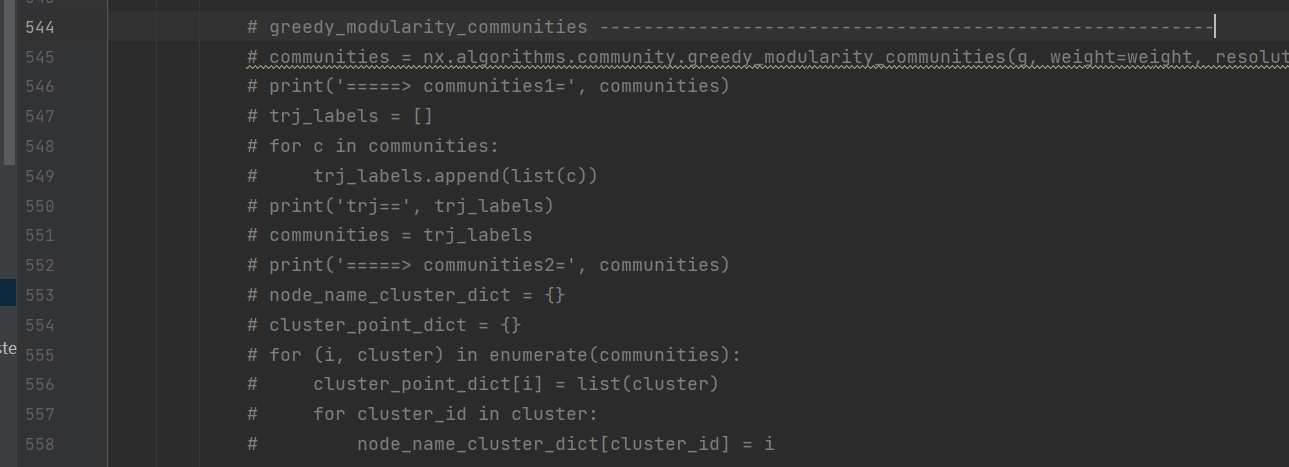 544 # greedy_modularity_communities --------------------------------------------------------
545 # communities = nx.algorithms.community.greedy_modularity_communities(g, weight=weight, resolut
546 # print('=====> communities1=', communities)
547 # trj_labels = []
548 # for c in communities:
549 #     trj_labels.append(list(c))
550 # print('trj==', trj_labels)
551 # communities = trj_labels
552 # print('=====> communities2=', communities)
553 # node_name_cluster_dict = {}
554 # cluster_point_dict = {}
ste
555 # for (i, cluster) in enumerate(communities):
556 #     cluster_point_dict[i] = list(cluster)
557 #     for cluster_id in cluster:
558 #         node_name_cluster_dict[cluster_id] = i